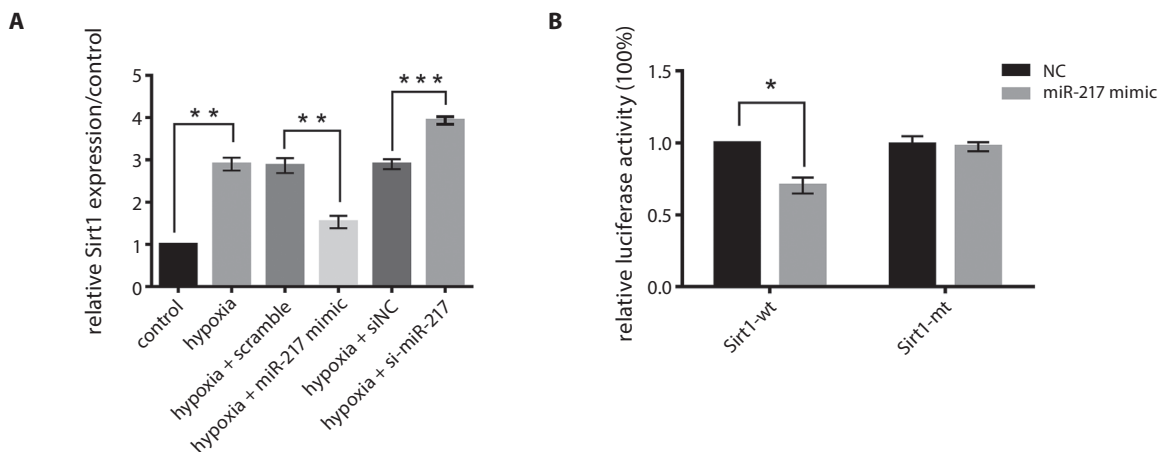 A
relative Sirt1 expression/control
5
4
3
2
1
0
**
**
***
control
hypoxia
hypoxia + scramble
hypoxia + miR-217 mimic
hypoxia + siNC
hypoxia + si-miR-217
B
relative luciferase activity (100%)
1.5
1.0
0.5
0.0
*
Sirt1-wt
Sirt1-mt
NC
miR-217 mimic